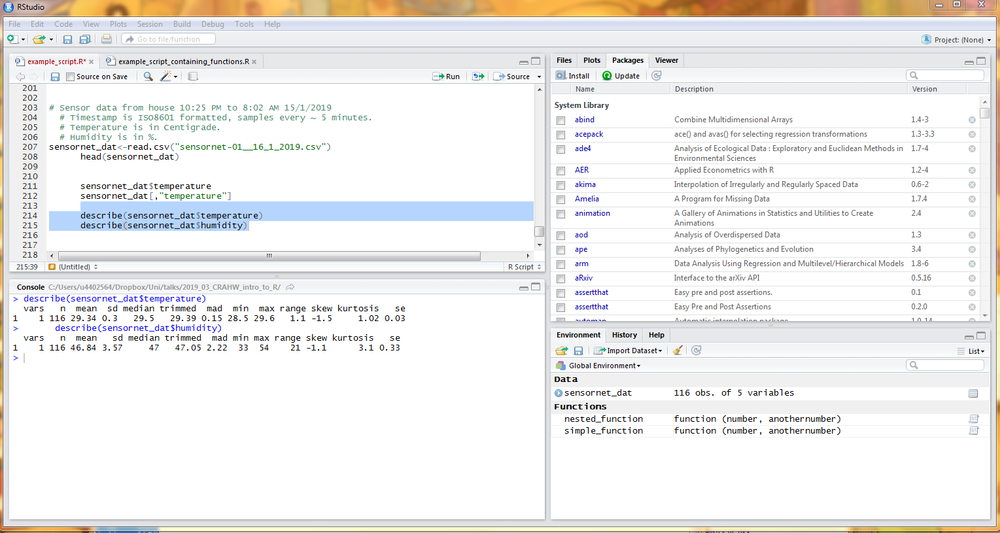 RStudio
File Edit Code View Plots Session Build Debug Tools Help
Go to file/function
Project: (None)
example_script.R* example_script_containing_functions.R
Source on Save Run Source
201
202
203 # Sensor data from house 10:25 PM to 8:02 AM 15/1/2019
204 # Timestamp is ISO8601 formatted, samples every ~ 5 minutes.
205 # Temperature is in Centigrade.
206 # Humidity is in %.
207 sensornet_dat<-read.csv("sensornet-01__16_1_2019.csv")
208 head(sensornet_dat)
209
210
211 sensornet_dat$temperature
212 sensornet_dat[,"temperature"]
213
214 describe(sensornet_dat$temperature)
215 describe(sensornet_dat$humidity)
216
217
218
215:39 (Untitled) R Script
Console C:/Users/u4402564/Dropbox/Uni/talks/2019_03_CRAHW_intro_to_R/
> describe(sensornet_dat$temperature)
vars n mean sd median trimmed mad min max range skew kurtosis se
1 1 116 29.34 0.3 29.5 29.39 0.15 28.5 29.6 1.1 -1.5 1.02 0.03
> describe(sensornet_dat$humidity)
vars n mean sd median trimmed mad min max range skew kurtosis se
1 1 116 46.84 3.57 47 47.05 2.22 33 54 21 -1.1 3.1 0.33
>
Files Plots Packages Viewer
Install Update
Name Description Version
System Library
abind Combine Multidimensional Arrays 1.4-3
acepack ace() and avas() for selecting regression transformations 1.3-3.3
ade4 Analysis of Ecological Data : Exploratory and Euclidean Methods in 1.7-4
Environmental Sciences
AER Applied Econometrics with R 1.2-4
akima Interpolation of Irregularly and Regularly Spaced Data 0.6-2
Amelia A Program for Missing Data 1.7.4
animation A Gallery of Animations in Statistics and Utilities to Create 2.4
Animations
aod Analysis of Overdispersed Data 1.3
ape Analyses of Phylogenetics and Evolution 3.4
arm Data Analysis Using Regression and Multilevel/Hierarchical Models 1.8-6
aRxiv Interface to the arXiv API 0.5.16
assertthat Easy pre and post assertions. 0.1
assertthat Easy Pre and Post Assertions 0.2.0
automap Automatic interpolation package 1.0-14
Environment History Help
Import Dataset List
Global Environment
Data
sensornet_dat 116 obs. of 5 variables
Functions
nested_function function (number, anothernumber)
simple_function function (number, anothernumber)